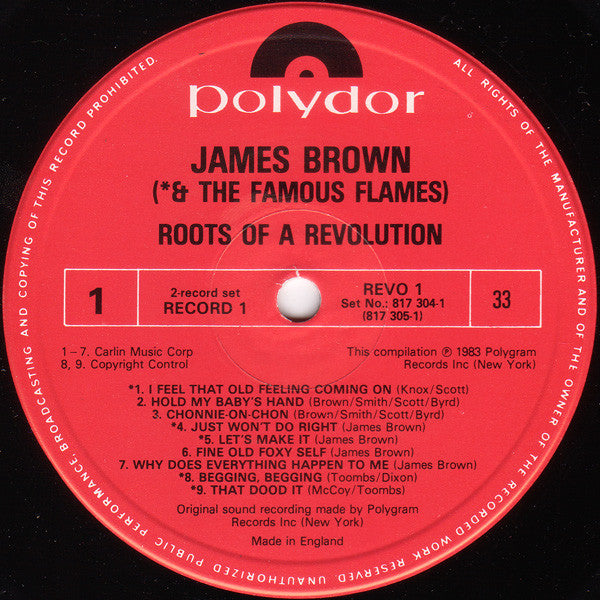 polydor
JAMES BROWN
(*& THE FAMOUS FLAMES)
ROOTS OF A REVOLUTION
1
2-record set
RECORD 1
REVO 1
Set No.: 817 304-1
(817 305-1)
33
1–7. Carlin Music Corp
8, 9. Copyright Control
This compilation ℗ 1983 Polygram
Records Inc (New York)
*1. I FEEL THAT OLD FEELING COMING ON (Knox/Scott)
2. HOLD MY BABY'S HAND (Brown/Smith/Scott/Byrd)
3. CHONNIE-ON-CHON (Brown/Smith/Scott/Byrd)
*4. JUST WON'T DO RIGHT (James Brown)
*5. LET'S MAKE IT (James Brown)
6. FINE OLD FOXY SELF (James Brown)
7. WHY DOES EVERYTHING HAPPEN TO ME (James Brown)
*8. BEGGING, BEGGING (Toombs/Dixon)
*9. THAT DOOD IT (McCoy/Toombs)
Original sound recording made by Polygram
Records Inc (New York)
Made in England
ALL RIGHTS OF THE MANUFACTURER AND OF THE OWNER OF THE RECORDED WORK RESERVED. UNAUTHORIZED PUBLIC PERFORMANCE, BROADCASTING AND COPYING OF THIS RECORD PROHIBITED.